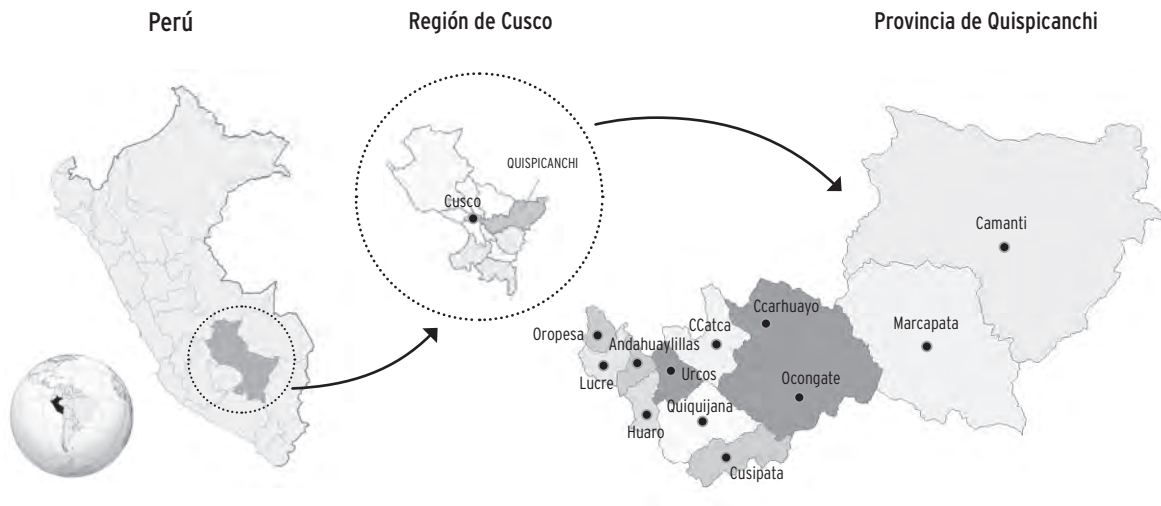 Perú
Región de Cusco
Provincia de Quispicanchi
QUISPICANCHI
Cusco
Camanti
Ccarhuayo
Marcapata
CCatca
Oropesa
Andahuaylillas
Lucre
Urcos
Ocongate
Quiquijana
Huaro
Cusipata